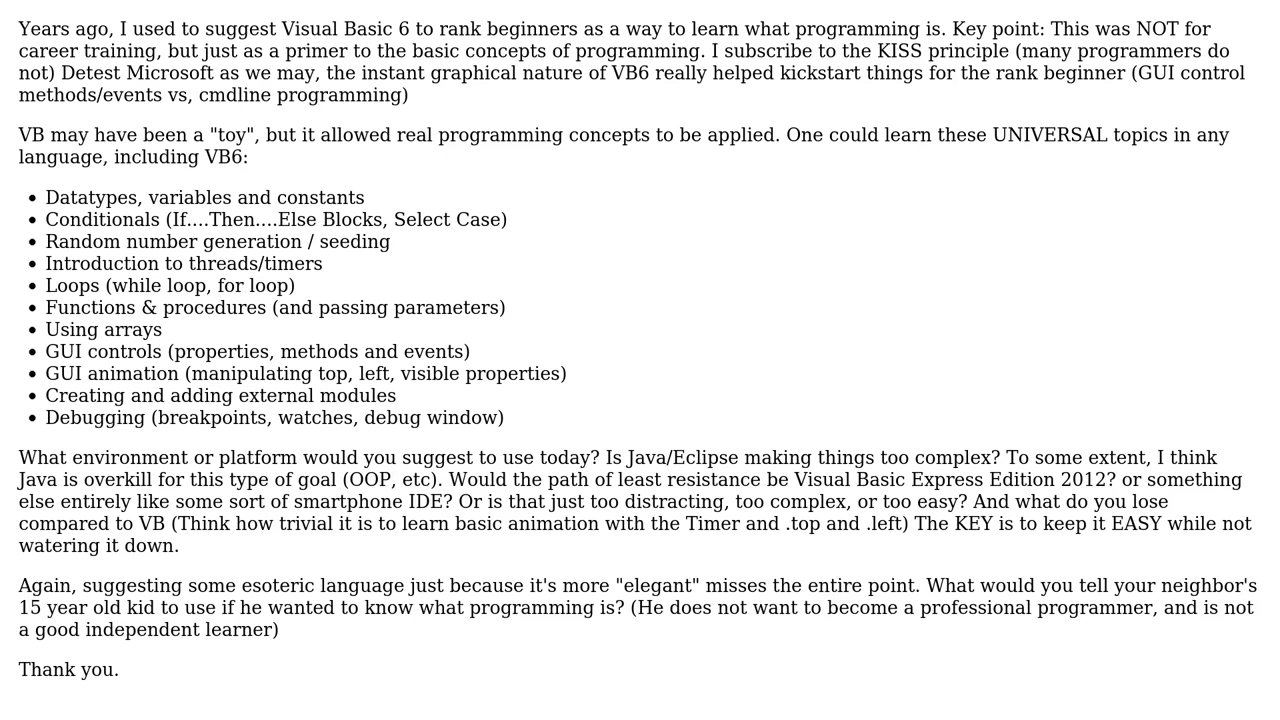 Years ago, I used to suggest Visual Basic 6 to rank beginners as a way to learn what programming is. Key point: This was NOT for
career training, but just as a primer to the basic concepts of programming. I subscribe to the KISS principle (many programmers do
not) Detest Microsoft as we may, the instant graphical nature of VB6 really helped kickstart things for the rank beginner (GUI control
methods/events vs, cmdline programming)
VB may have been a "toy", but it allowed real programming concepts to be applied. One could learn these UNIVERSAL topics in any
language, including VB6:
• Datatypes, variables and constants
• Conditionals (If....Then....Else Blocks, Select Case)
• Random number generation / seeding
• Introduction to threads/timers
• Loops (while loop, for loop)
• Functions & procedures (and passing parameters)
• Using arrays
• GUI controls (properties, methods and events)
• GUI animation (manipulating top, left, visible properties)
• Creating and adding external modules
• Debugging (breakpoints, watches, debug window)
What environment or platform would you suggest to use today? Is Java/Eclipse making things too complex? To some extent, I think
Java is overkill for this type of goal (OOP, etc). Would the path of least resistance be Visual Basic Express Edition 2012? or something
else entirely like some sort of smartphone IDE? Or is that just too distracting, too complex, or too easy? And what do you lose
compared to VB (Think how trivial it is to learn basic animation with the Timer and .top and .left) The KEY is to keep it EASY while not
watering it down.
Again, suggesting some esoteric language just because it's more "elegant" misses the entire point. What would you tell your neighbor's
15 year old kid to use if he wanted to know what programming is? (He does not want to become a professional programmer, and is not
a good independent learner)
Thank you.